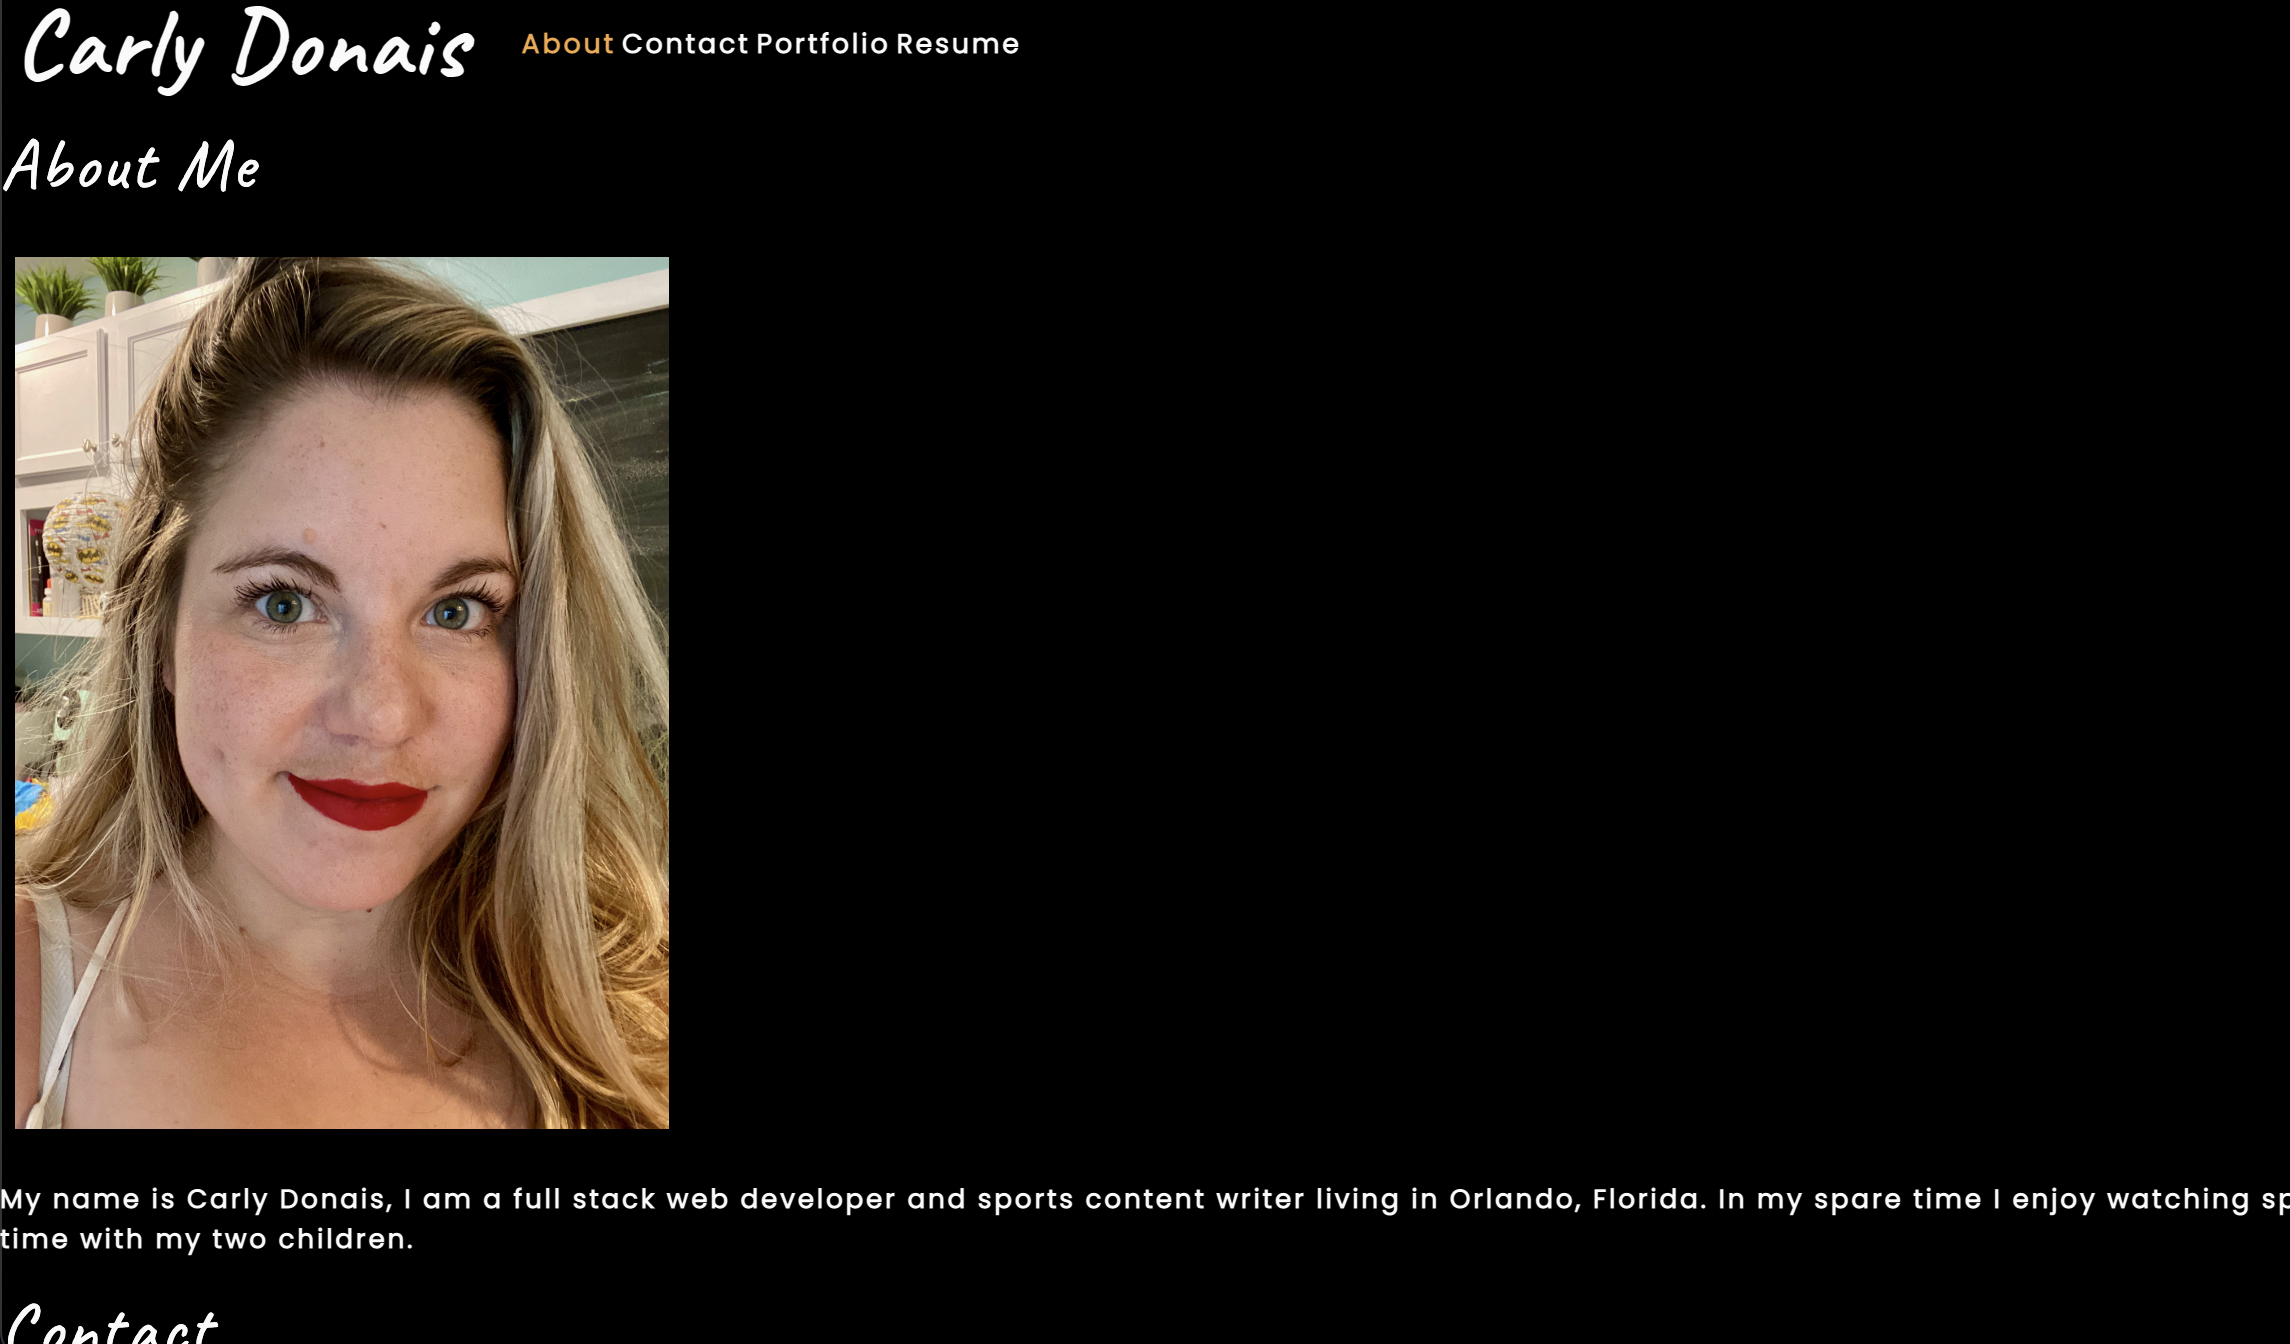 Carly Donais
About Contact Portfolio Resume
About Me
My name is Carly Donais, I am a full stack web developer and sports content writer living in Orlando, Florida. In my spare time I enjoy watching sp
time with my two children.
Contact